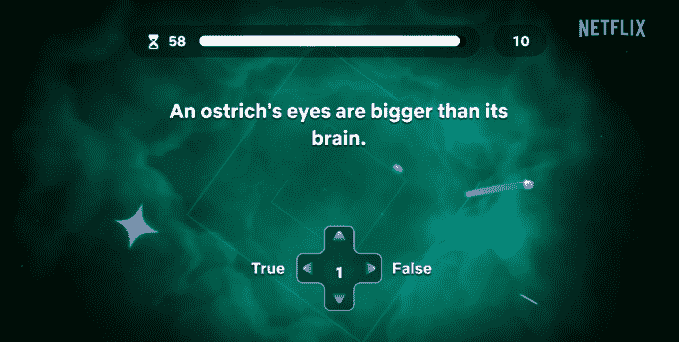 58
10
NETFLIX
An ostrich's eyes are bigger than its
brain.
True
1
False